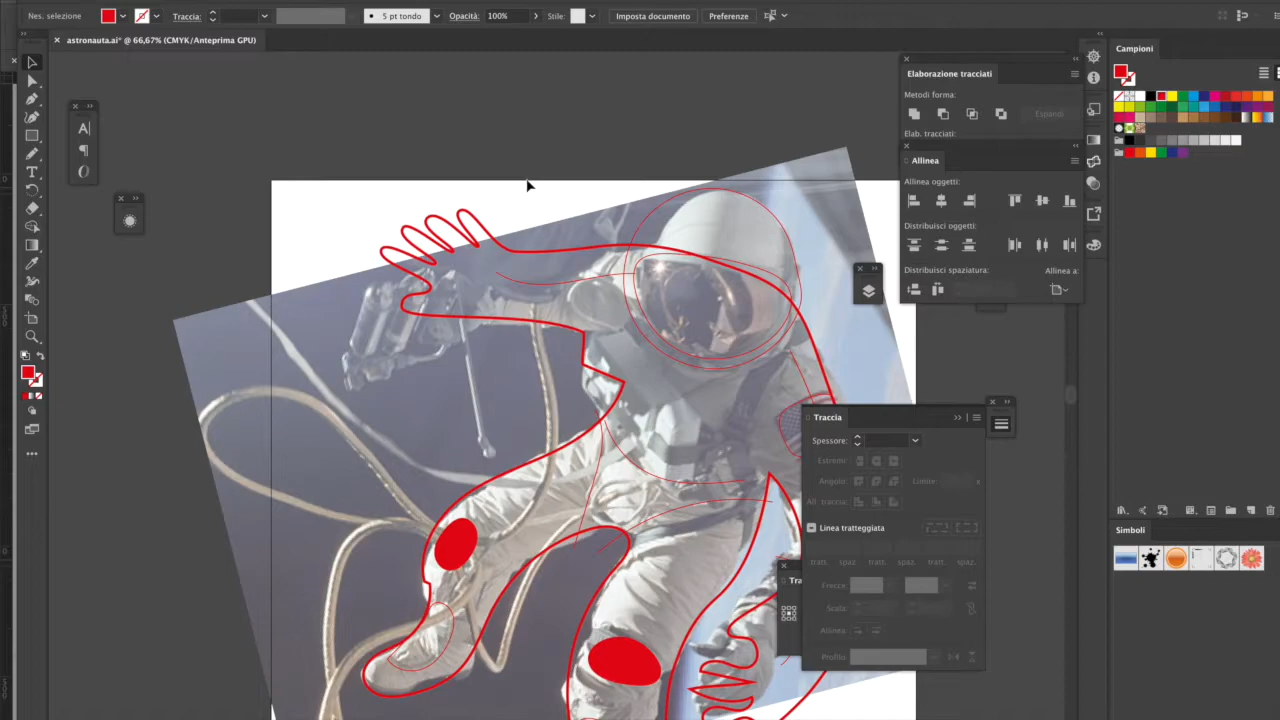 Nes. selezione
Traccia:
5 pt tondo
Opacità:
100%
Stile:
Imposta documento
Preferenze
astronauta.ai* @ 66,67% (CMYK/Anteprima GPU)
Campioni
Elaborazione tracciati
Metodi forma:
Espandi
Elab. tracciati:
Allinea
Allinea oggetti:
Distribuisci oggetti:
Distribuisci spaziatura:
Allinea a:
Traccia
Spessore:
Estremi:
Angolo:
Limite:
x
All. traccia:
Linea tratteggiata
tratt.
spaz.
tratt.
spaz.
tratt.
spaz.
Frecce:
Scala:
Allinea:
Profilo:
Tra
Simboli